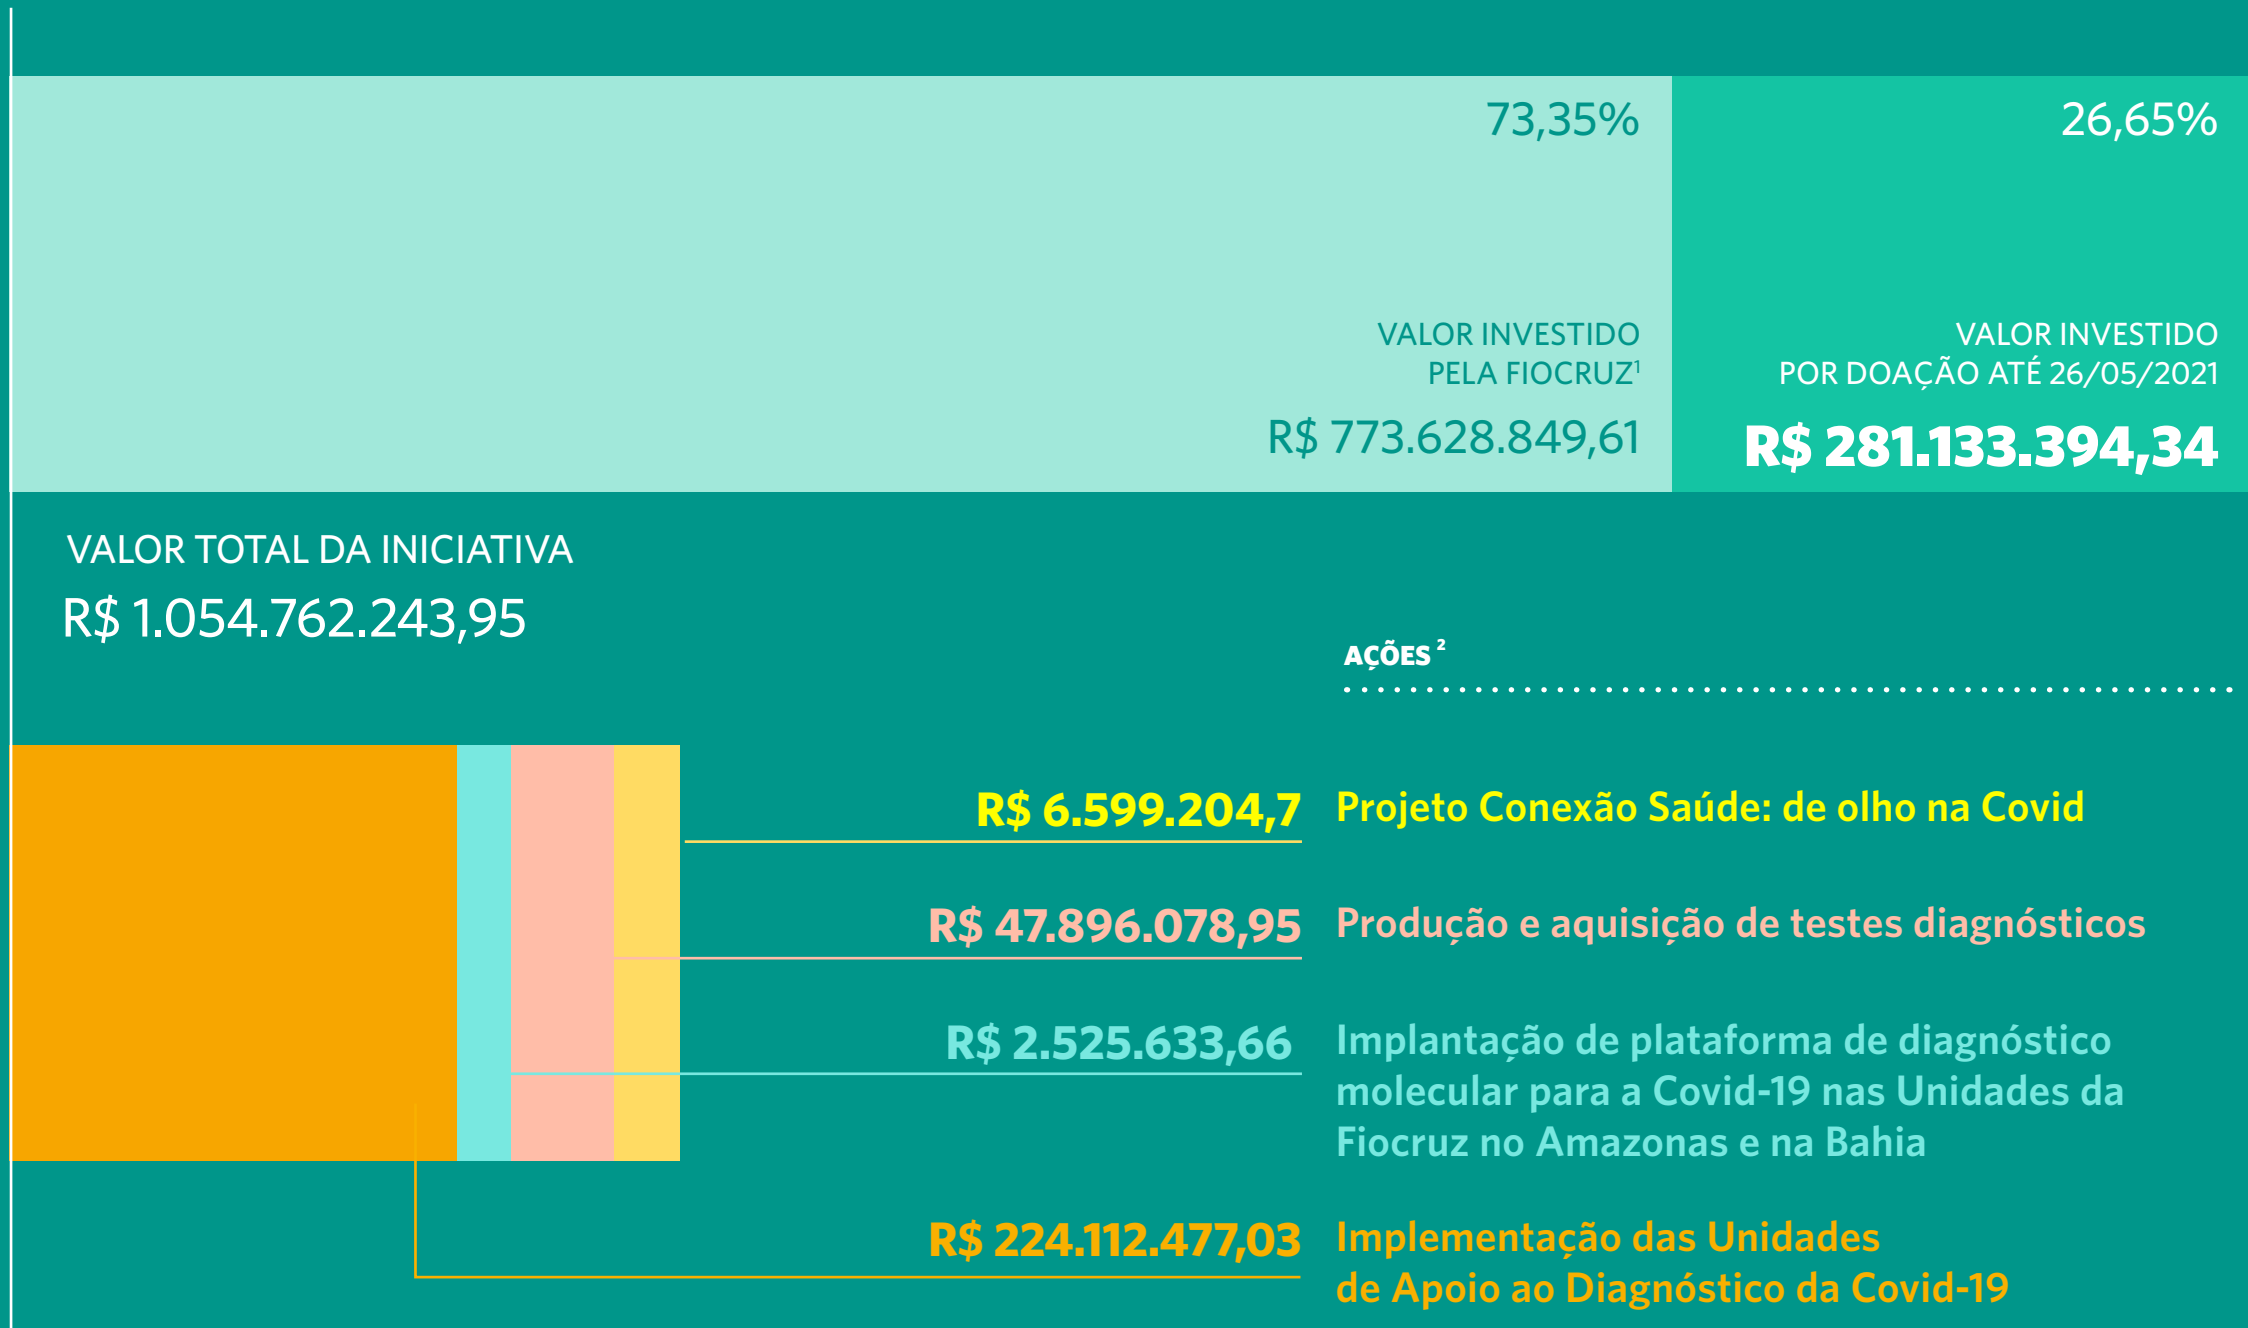 73,35%
26,65%
VALOR INVESTIDO
PELA FIOCRUZ¹
R$ 773.628.849,61
VALOR INVESTIDO
POR DOAÇÃO ATÉ 26/05/2021
R$ 281.133.394,34
VALOR TOTAL DA INICIATIVA
R$ 1.054.762.243,95
AÇÕES ²
R$ 6.599.204,7 Projeto Conexão Saúde: de olho na Covid
R$ 47.896.078,95 Produção e aquisição de testes diagnósticos
R$ 2.525.633,66 Implantação de plataforma de diagnóstico
molecular para a Covid-19 nas Unidades da
Fiocruz no Amazonas e na Bahia
R$ 224.112.477,03 Implementação das Unidades
de Apoio ao Diagnóstico da Covid-19